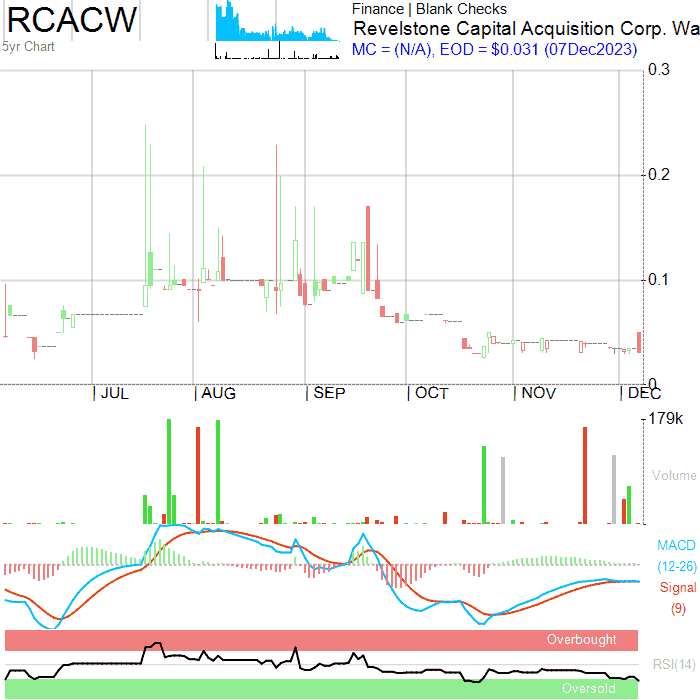 RCACW
5yr Chart
Finance | Blank Checks
Revelstone Capital Acquisition Corp. Wa
MC = (N/A), EOD = $0.031 (07Dec2023)
0.3
0.2
0.1
0
JUL
AUG
SEP
OCT
NOV
DEC
179k
Volume
MACD
(12-26)
Signal
(9)
Overbought
RSI(14)
Oversold